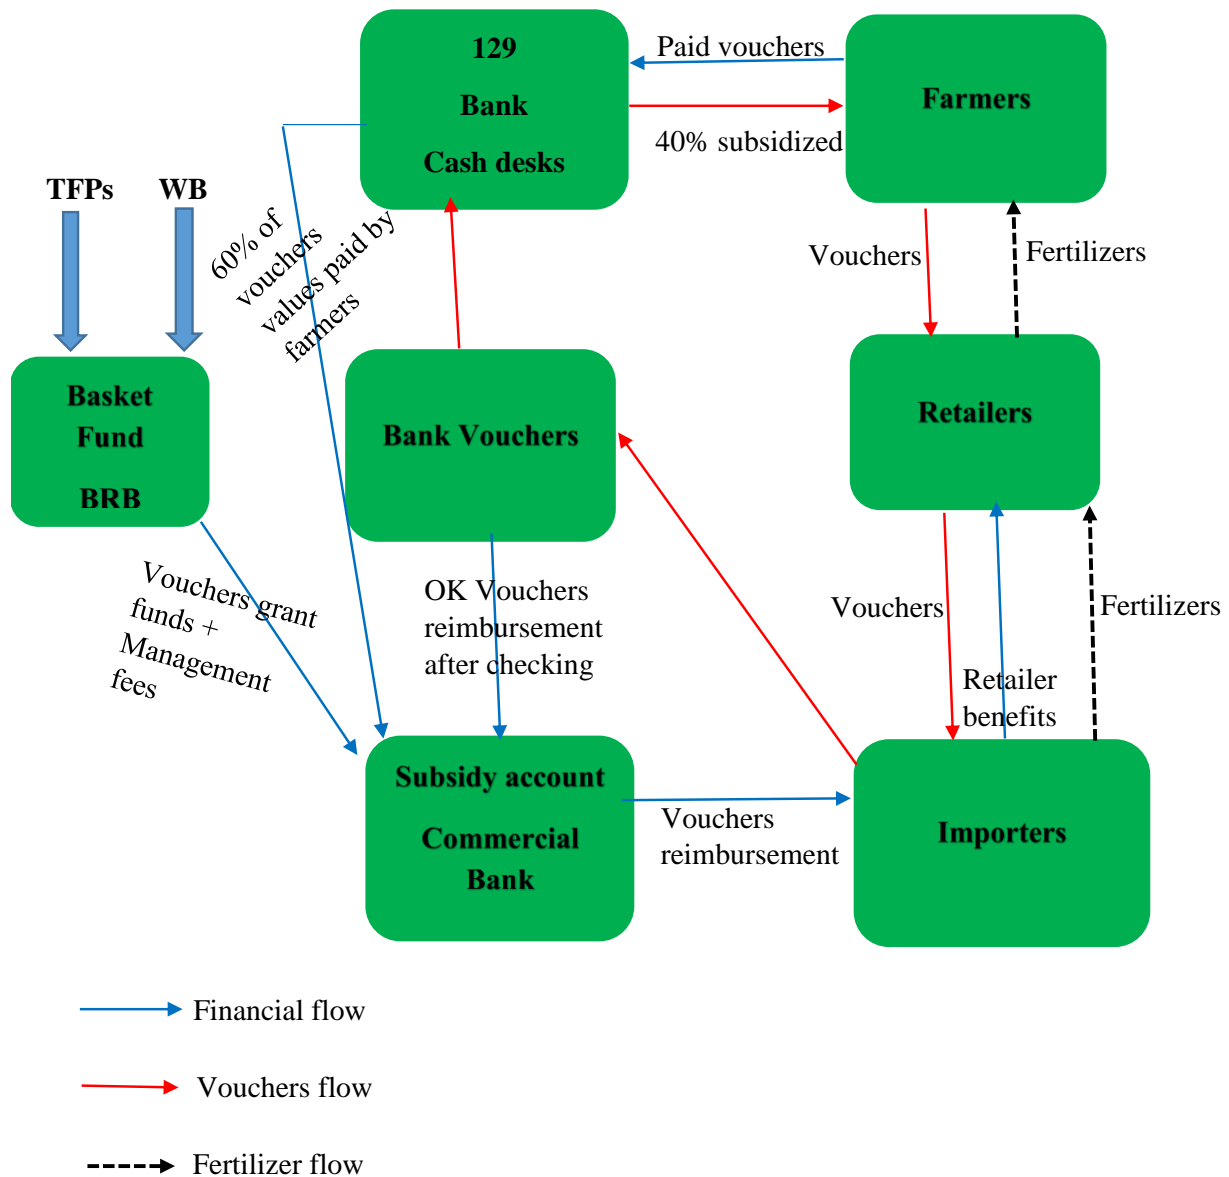 129
Bank
Cash desks
Paid vouchers
40% subsidized
Farmers
TFPs
WB
60% of
vouchers
values paid by
farmers
Vouchers
Fertilizers
Basket
Fund
BRB
Bank Vouchers
Retailers
Vouchers grant
funds +
Management
fees
OK Vouchers
reimbursement
after checking
Vouchers
Fertilizers
Retailer
benefits
Subsidy account
Commercial
Bank
Vouchers
reimbursement
Importers
Financial flow
Vouchers flow
Fertilizer flow